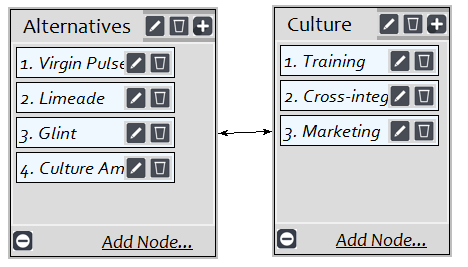 Alternatives
1. Virgin Pulse
2. Limeade
3. Glint
4. Culture Am
Add Node...
Culture
1. Training
2. Cross-integ
3. Marketing
Add Node...